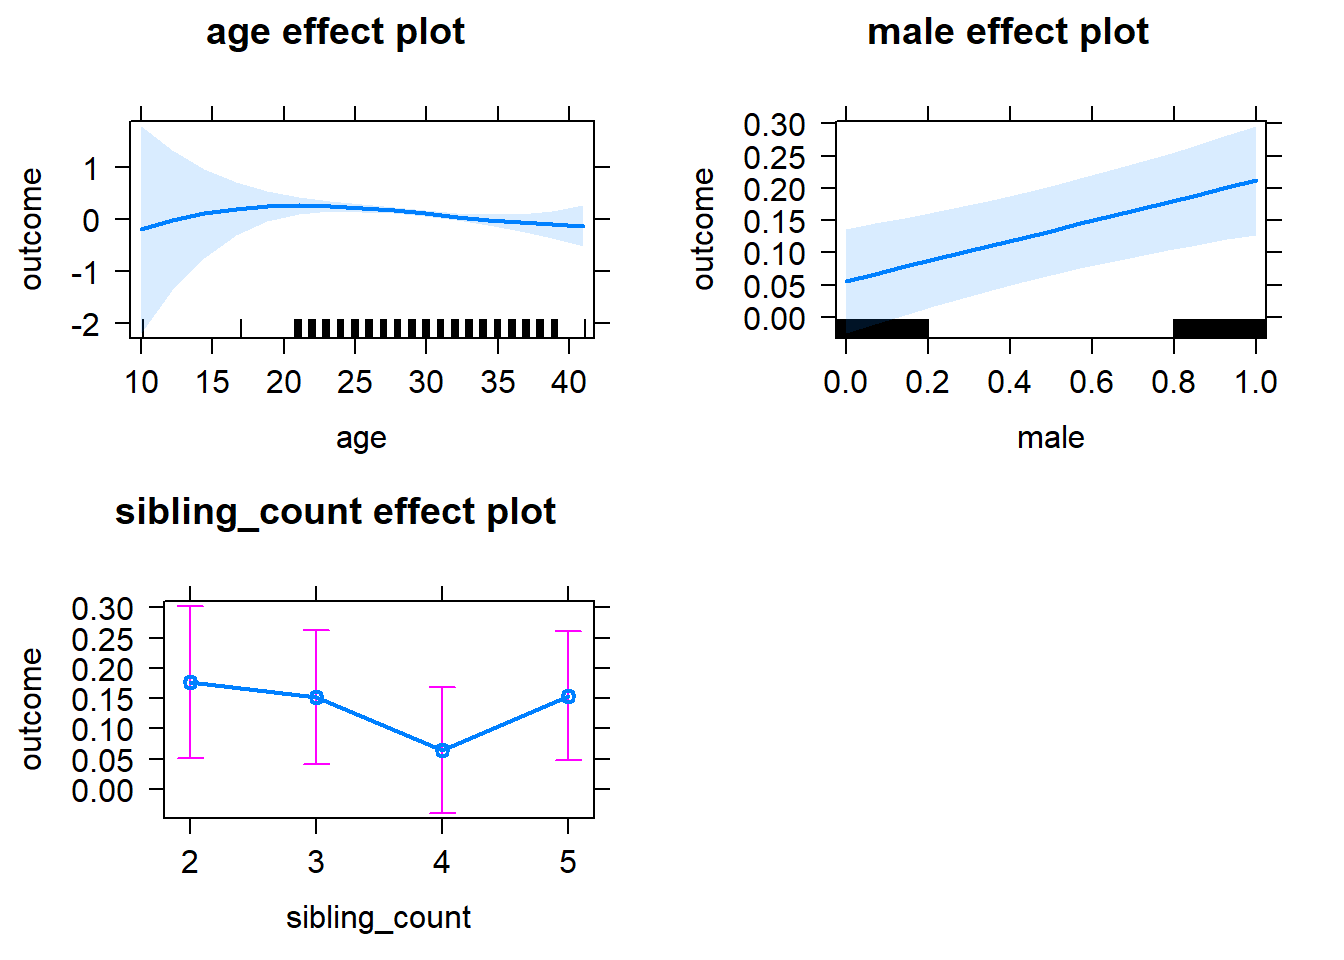 age effect plot
outcome
1
0
-1
-2
10 15 20 25 30 35 40
age
male effect plot
outcome
0.30
0.25
0.20
0.15
0.10
0.05
0.00
0.0 0.2 0.4 0.6 0.8 1.0
male
sibling_count effect plot
outcome
0.30
0.25
0.20
0.15
0.10
0.05
0.00
2 3 4 5
sibling_count